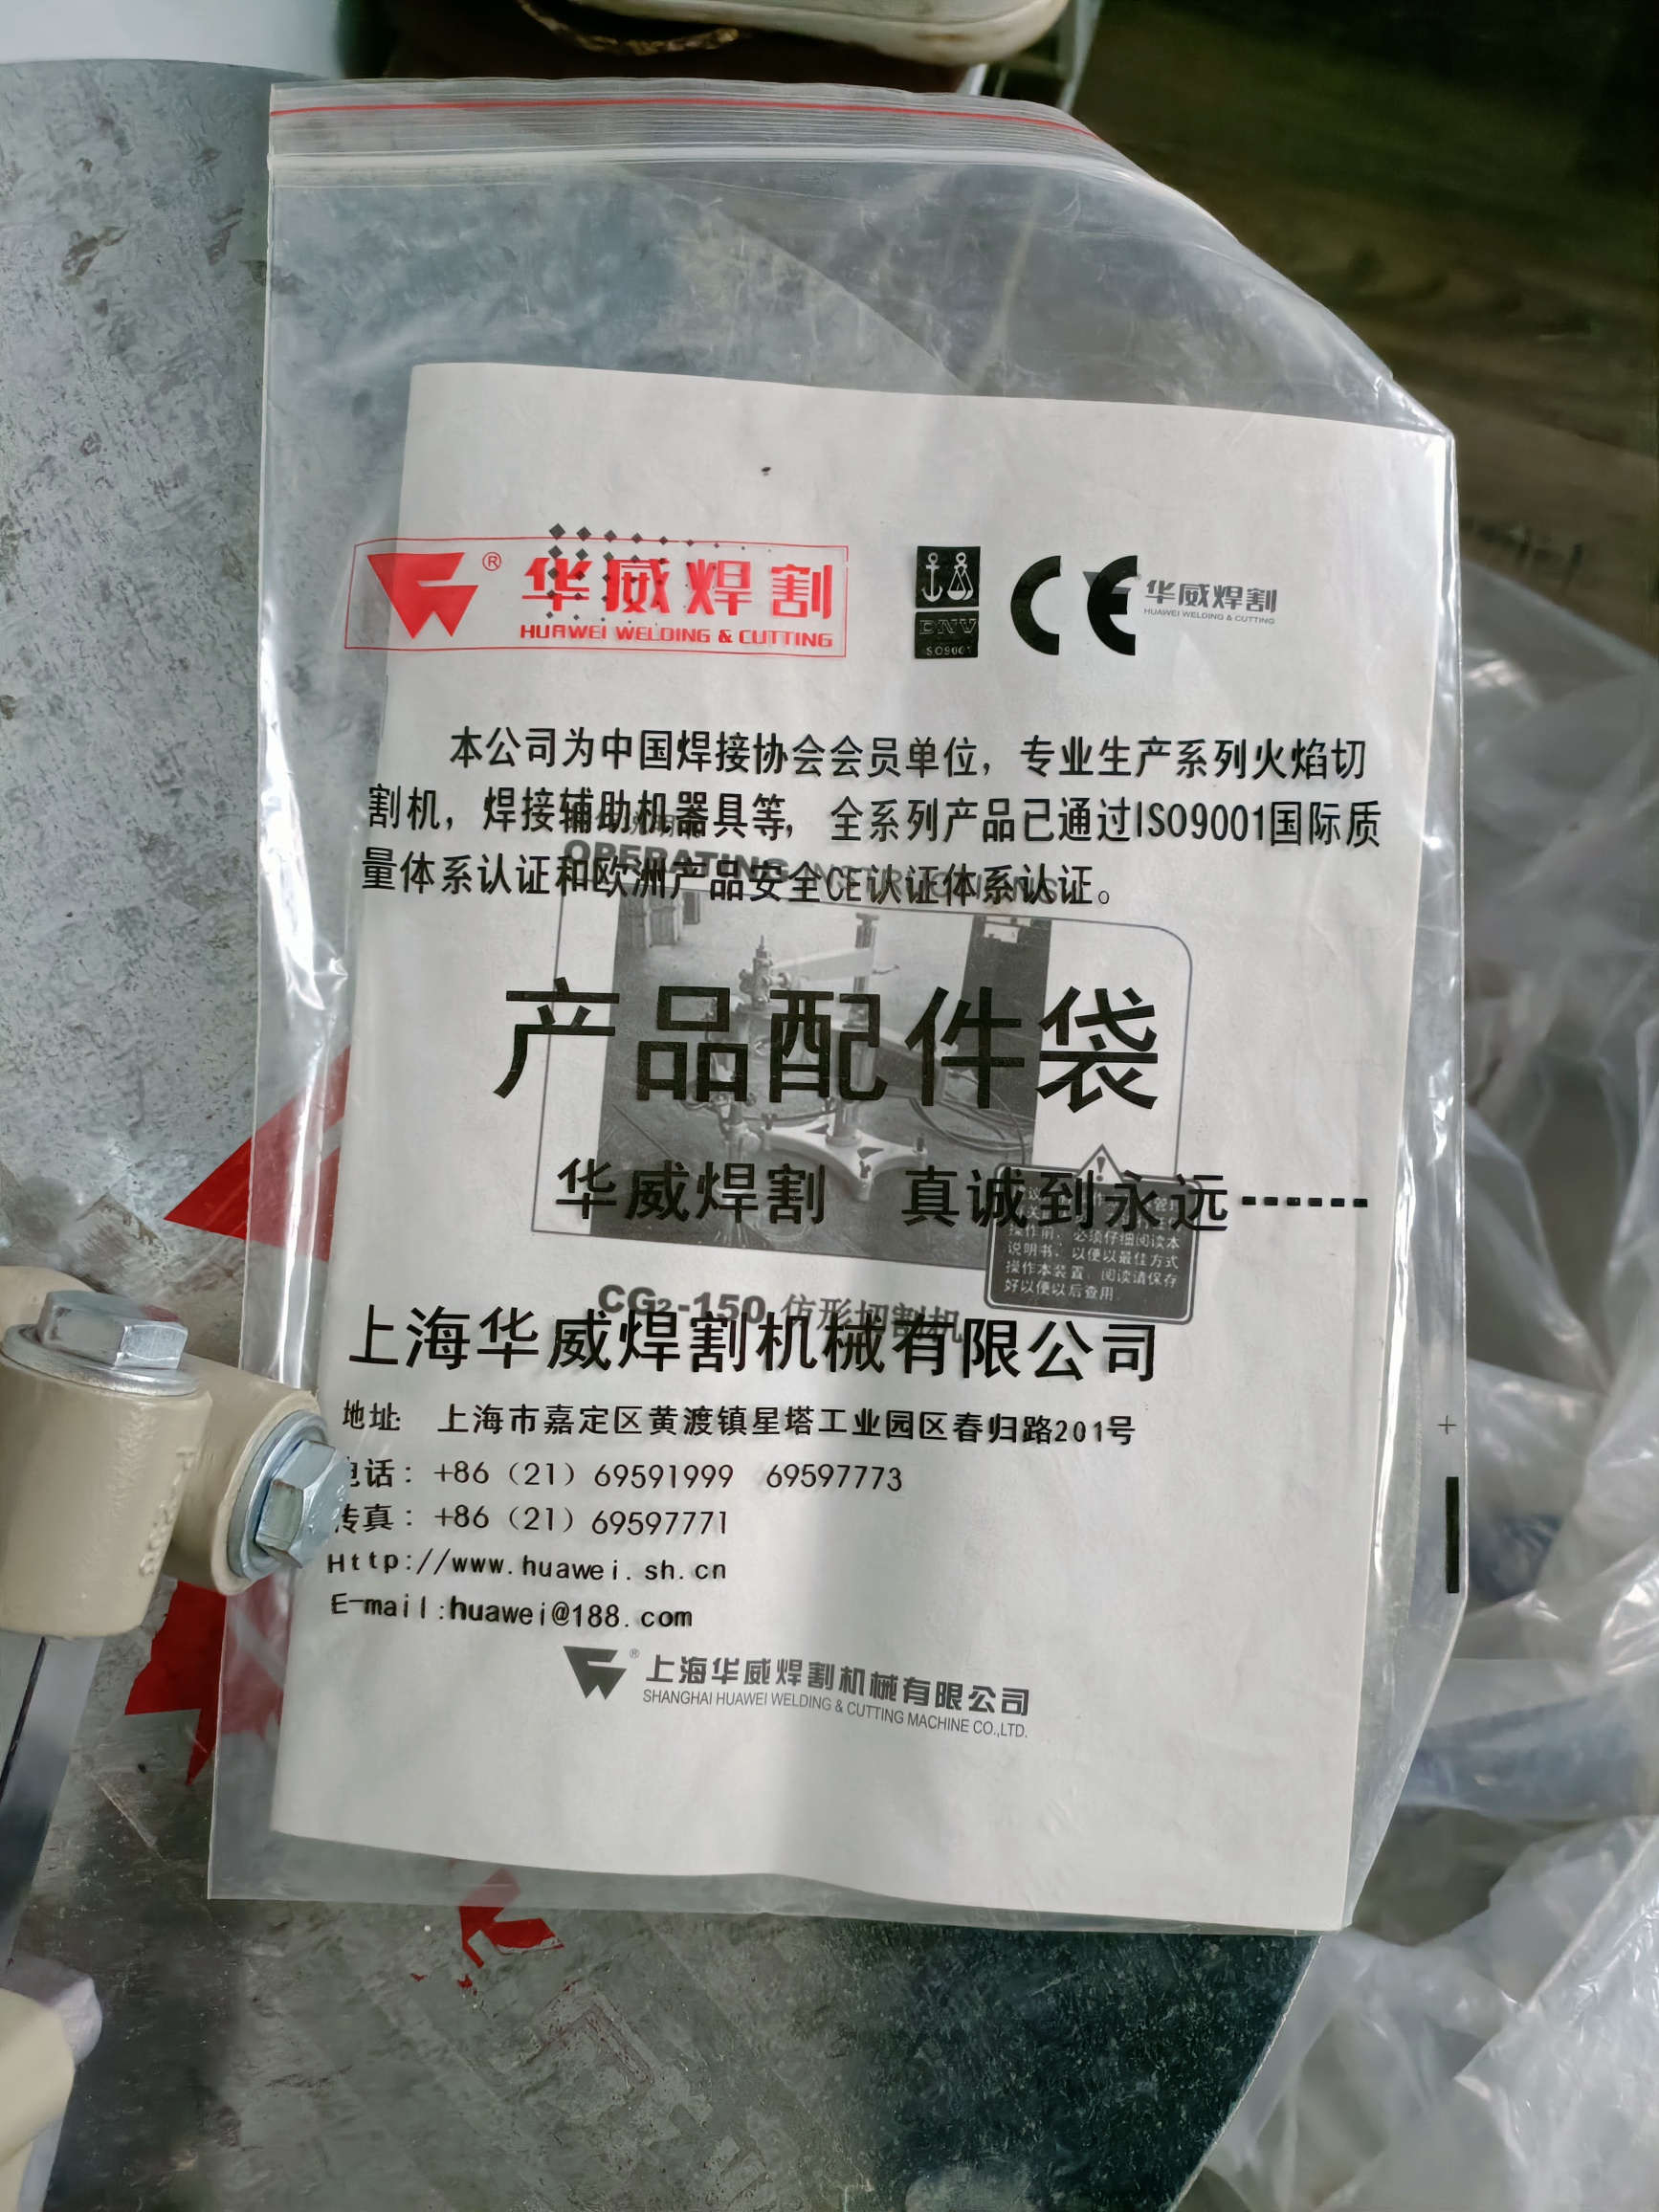 ® 华威焊割
HUAWEI WELDING & CUTTING
DNV
ISO9001
CE
华威焊割
HUAWEI WELDING & CUTTING
本公司为中国焊接协会会员单位，专业生产系列火焰切
割机，焊接辅助机器具等，全系列产品已通过ISO9001国际质
量体系认证和欧洲产品安全CE认证体系认证。
OPERATING
产品配件袋
华威焊割 真诚到永远------
操作前，必须仔细阅读本
说明书，以便以最佳方式
操作本装置，阅读请保存
好以便以后查用
CG2-150 仿形切割机
上海华威焊割机械有限公司
地址: 上海市嘉定区黄渡镇星塔工业园区春归路201号
电话：+86（21）69591999 69597773
传真：+86（21）69597771
Http://www.huawei.sh.cn
E-mail:huawei@188.com
® 上海华威焊割机械有限公司
SHANGHAI HUAWEI WELDING & CUTTING MACHINE CO.,LTD.